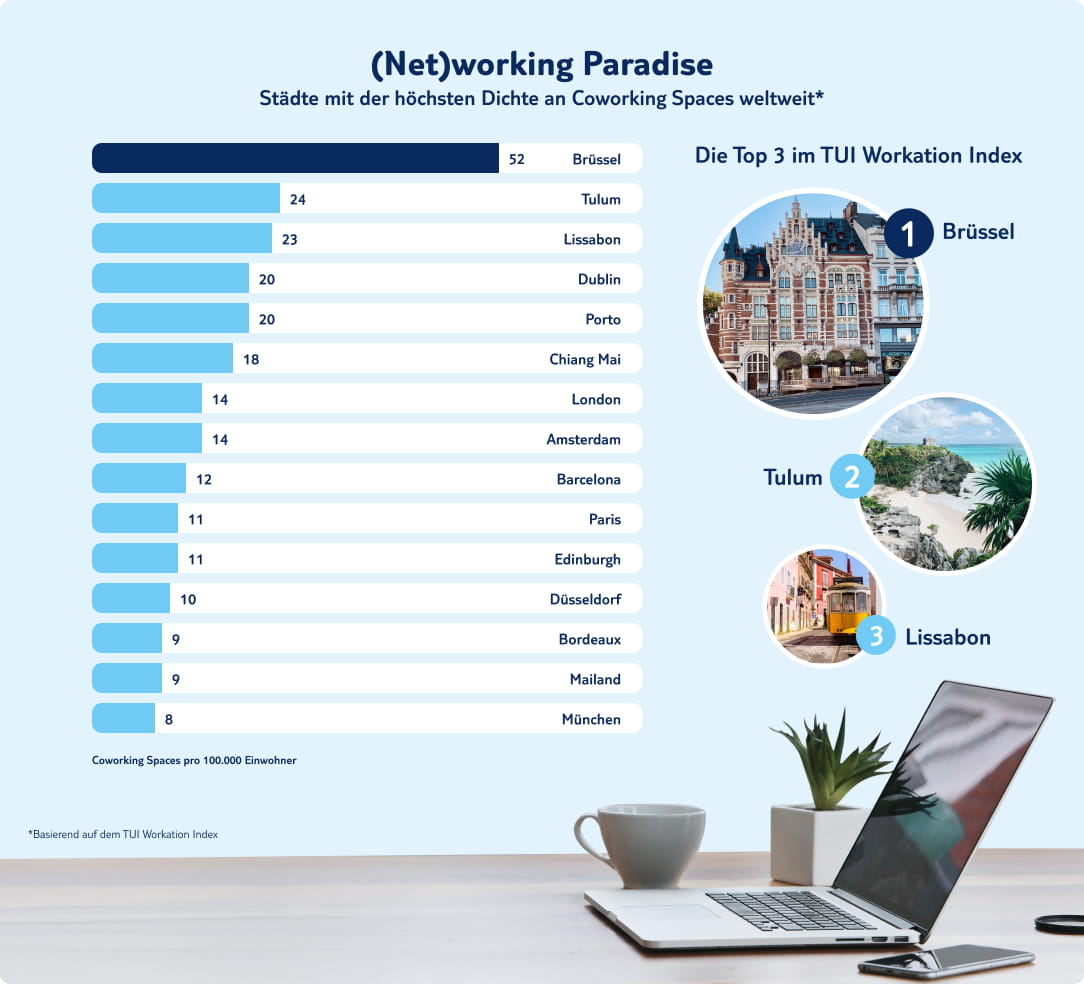 (Net)working Paradise
Städte mit der höchsten Dichte an Coworking Spaces weltweit*
52 Brüssel
24 Tulum
23 Lissabon
20 Dublin
20 Porto
18 Chiang Mai
14 London
14 Amsterdam
12 Barcelona
11 Paris
11 Edinburgh
10 Düsseldorf
9 Bordeaux
9 Mailand
8 München
Coworking Spaces pro 100.000 Einwohner
*Basierend auf dem TUI Workation Index
Die Top 3 im TUI Workation Index
1 Brüssel
Tulum 2
3 Lissabon